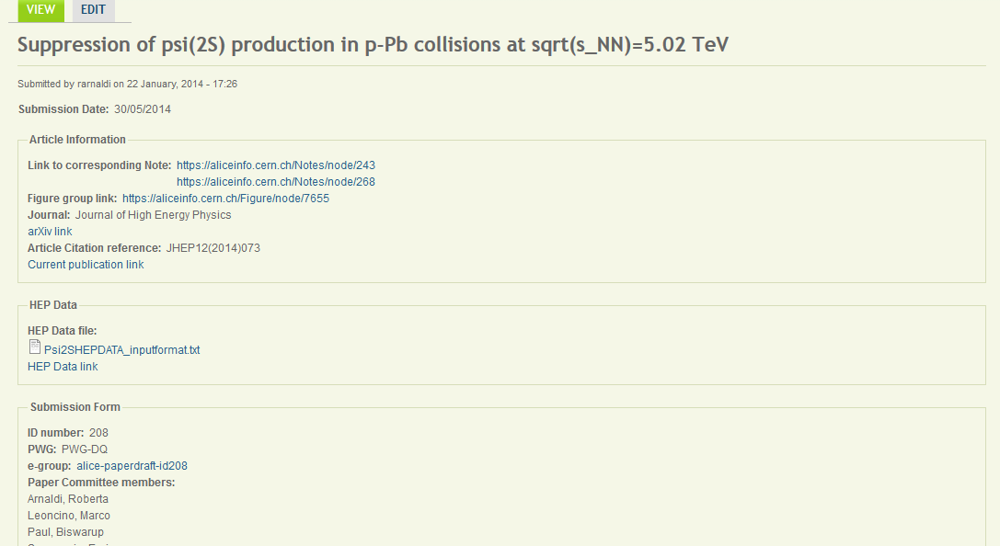 VIEW EDIT
Suppression of psi(2S) production in p-Pb collisions at sqrt(s_NN)=5.02 TeV
Submitted by rarnaldi on 22 January, 2014 - 17:26
Submission Date: 30/05/2014
Article Information
Link to corresponding Note: https://aliceinfo.cern.ch/Notes/node/243
https://aliceinfo.cern.ch/Notes/node/268
Figure group link: https://aliceinfo.cern.ch/Figure/node/7655
Journal: Journal of High Energy Physics
arXiv link
Article Citation reference: JHEP12(2014)073
Current publication link
HEP Data
HEP Data file:
Psi2SHEPDATA_inputformat.txt
HEP Data link
Submission Form
ID number: 208
PWG: PWG-DQ
e-group: alice-paperdraft-id208
Paper Committee members:
Arnaldi, Roberta
Leoncino, Marco
Paul, Biswarup